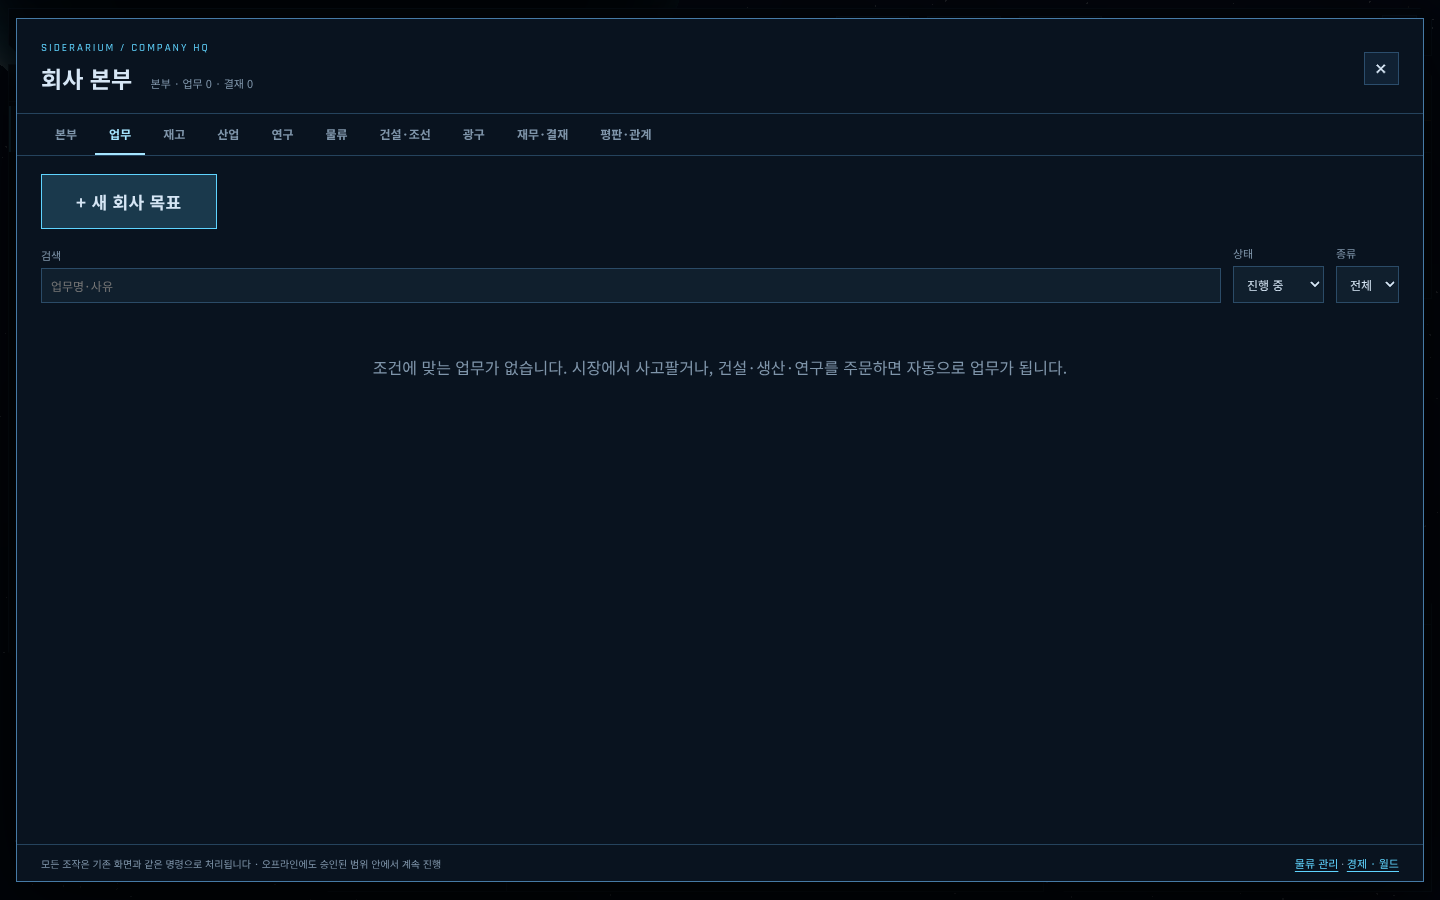 SIDERARIUM / COMPANY HQ
회사 본부 본부 · 업무 0 · 결재 0
×
본부 업무 재고 산업 연구 물류 건설·조선 광구 재무·결재 평판·관계
+ 새 회사 목표
검색 상태 종류
업무명·사유 진행 중 전체
조건에 맞는 업무가 없습니다. 시장에서 사고팔거나, 건설·생산·연구를 주문하면 자동으로 업무가 됩니다.
모든 조작은 기존 화면과 같은 명령으로 처리됩니다 · 오프라인에도 승인된 범위 안에서 계속 진행 물류 관리 · 경제 · 월드